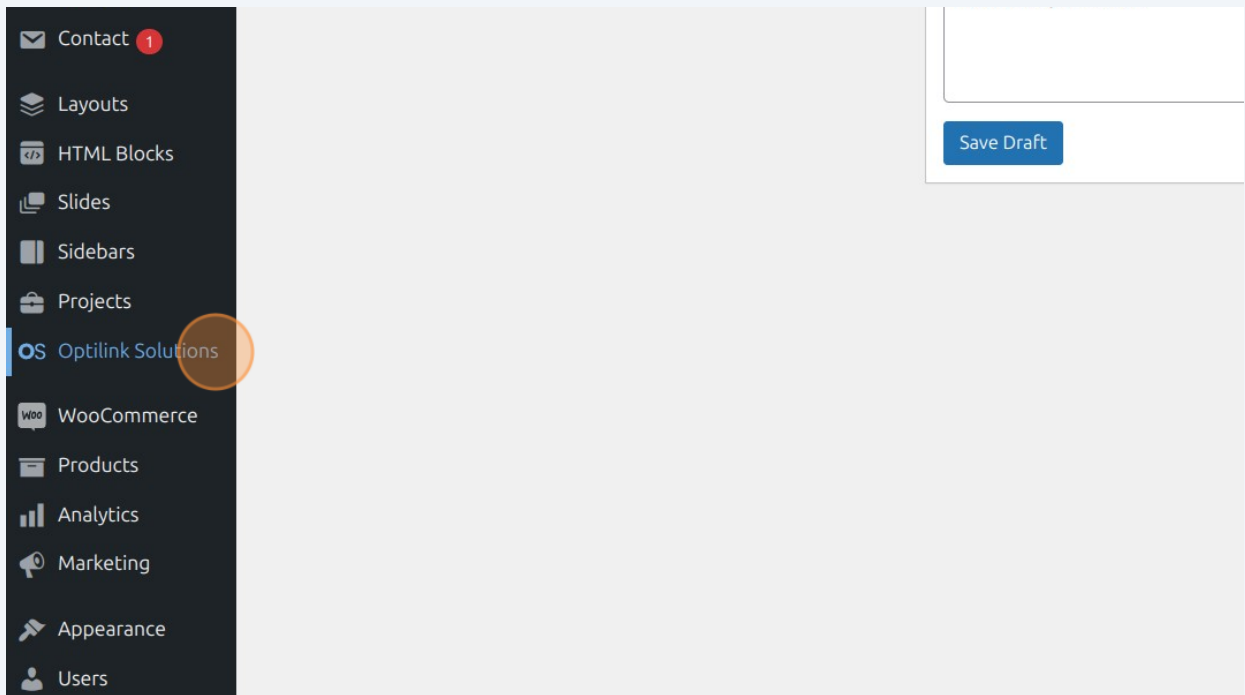 Contact 1
Layouts
HTML Blocks
Slides
Sidebars
Projects
OS Optilink Solutions
Woo WooCommerce
Products
Analytics
Marketing
Appearance
Users
Save Draft